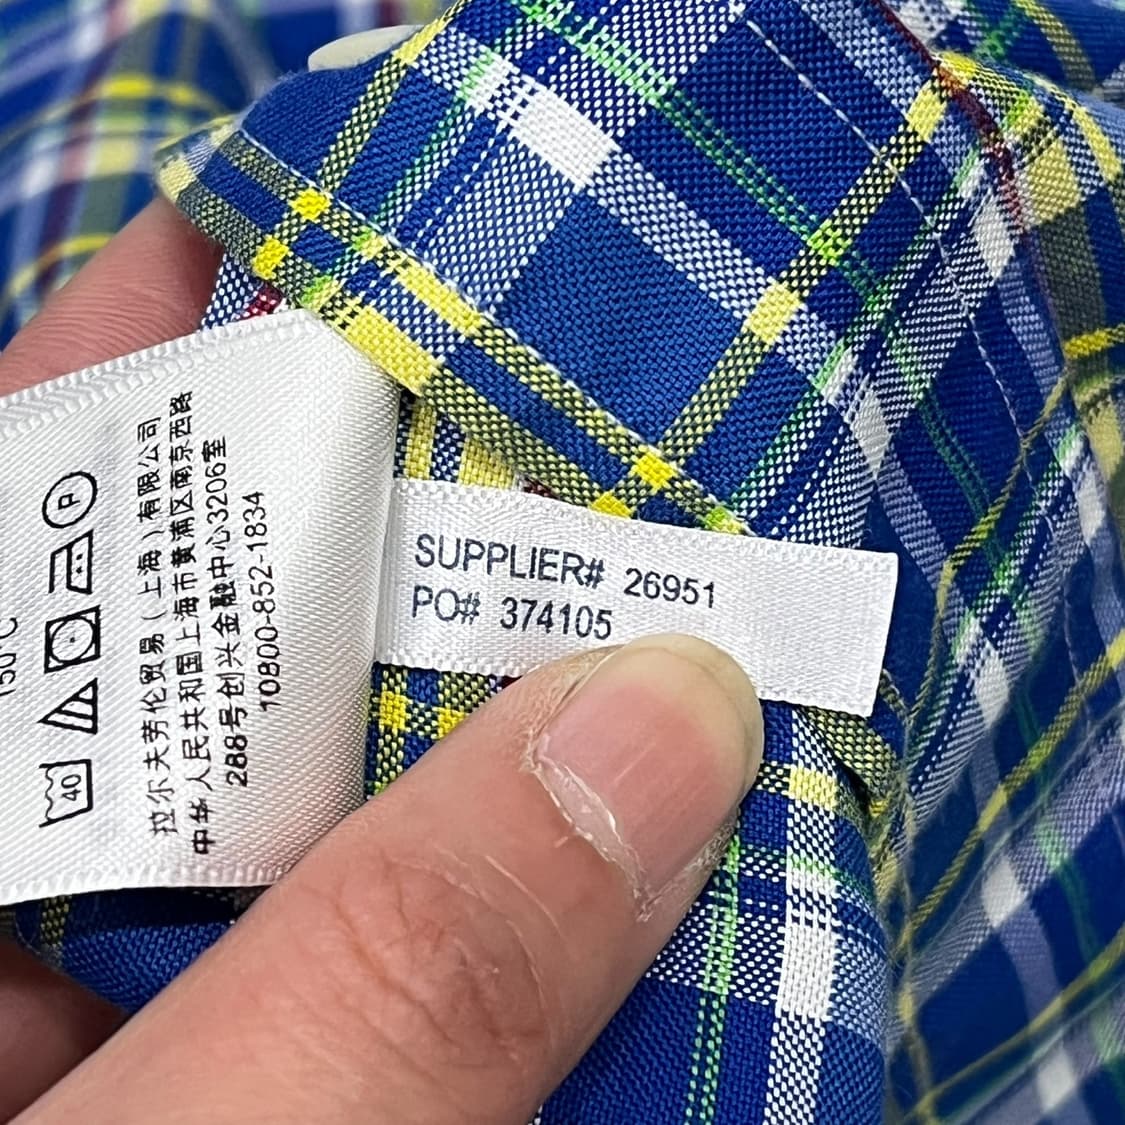 150°C
40
P
拉尔夫劳伦贸易（上海）有限公司
中华人民共和国上海市黄浦区南京西路
288号创兴金融中心3206室
10800-852-1834
SUPPLIER# 26951
PO# 374105